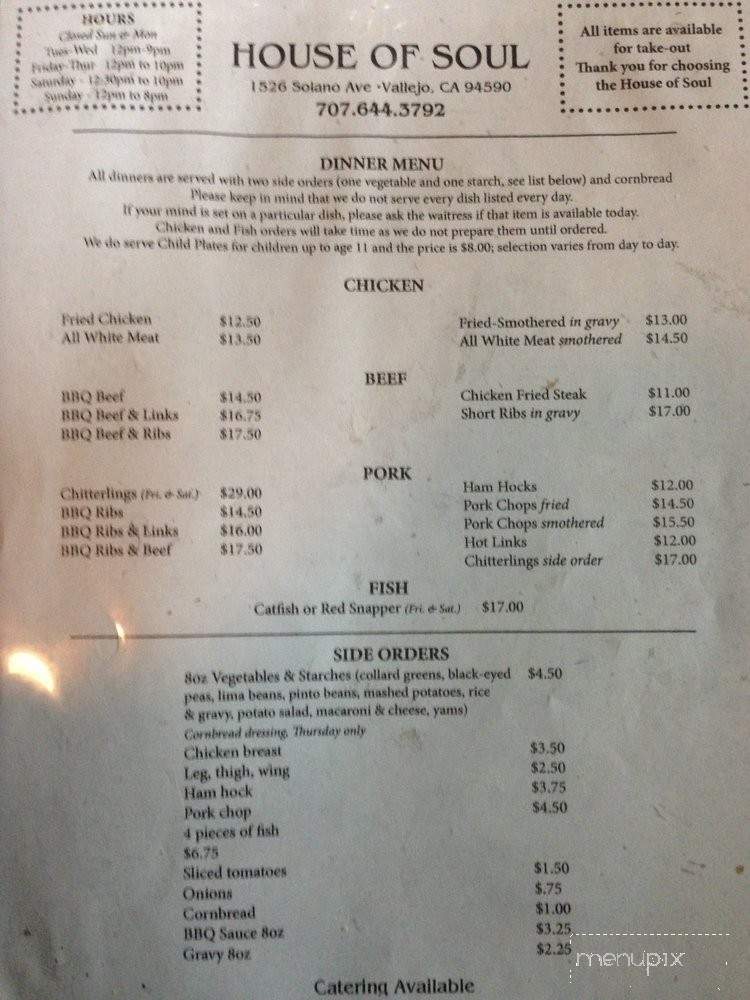 HOURS
Closed Sun & Mon
Tues-Wed 12pm-9pm
Friday-Thur 12pm to 10pm
Saturday - 12:30pm to 10pm
Sunday - 12pm to 8pm
HOUSE OF SOUL
1526 Solano Ave •Vallejo, CA 94590
707.644.3792
All items are available
for take-out
Thank you for choosing
the House of Soul
DINNER MENU
All dinners are served with two side orders (one vegetable and one starch, see list below) and cornbread
Please keep in mind that we do not serve every dish listed every day.
If your mind is set on a particular dish, please ask the waitress if that item is available today.
Chicken and Fish orders will take time as we do not prepare them until ordered.
We do serve Child Plates for children up to age 11 and the price is $8.00; selection varies from day to day.
CHICKEN
Fried Chicken $12.50
All White Meat $13.50
Fried-Smothered in gravy $13.00
All White Meat smothered $14.50
BEEF
BBQ Beef $14.50
BBQ Beef & Links $16.75
BBQ Beef & Ribs $17.50
Chicken Fried Steak $11.00
Short Ribs in gravy $17.00
PORK
Chitterlings (Fri. & Sat.) $29.00
BBQ Ribs $14.50
BBQ Ribs & Links $16.00
BBQ Ribs & Beef $17.50
Ham Hocks $12.00
Pork Chops fried $14.50
Pork Chops smothered $15.50
Hot Links $12.00
Chitterlings side order $17.00
FISH
Catfish or Red Snapper (Fri. & Sat.) $17.00
SIDE ORDERS
8oz Vegetables & Starches (collard greens, black-eyed $4.50
peas, lima beans, pinto beans, mashed potatoes, rice
& gravy, potato salad, macaroni & cheese, yams)
Cornbread dressing, Thursday only
Chicken breast $3.50
Leg, thigh, wing $2.50
Ham hock $3.75
Pork chop $4.50
4 pieces of fish
$6.75
Sliced tomatoes $1.50
Onions $.75
Cornbread $1.00
BBQ Sauce 8oz $3.25
Gravy 8oz $2.25
menupix
Catering Available